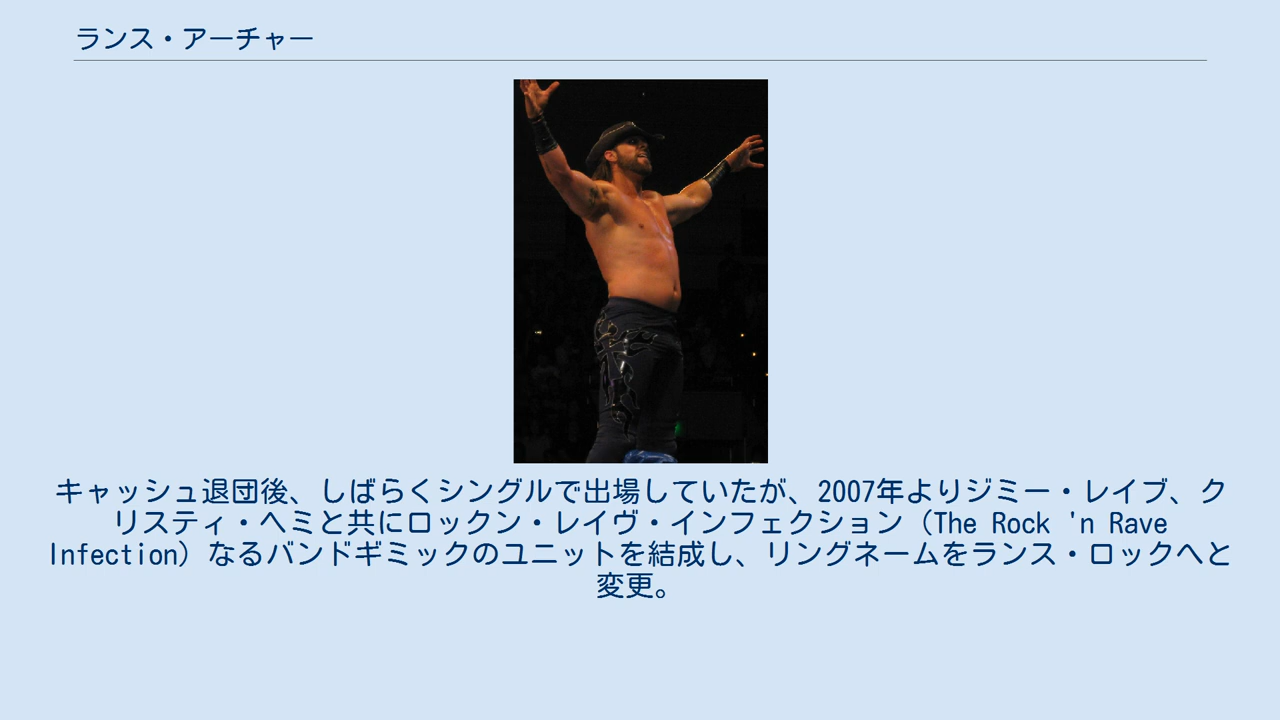 ランス・アーチャー
キャッシュ退団後、しばらくシングルで出場していたが、2007年よりジミー・レイブ、ク
リスティ・ヘミと共にロックン・レイヴ・インフェクション（The Rock 'n Rave
Infection）なるバンドギミックのユニットを結成し、リングネームをランス・ロックへと
変更。